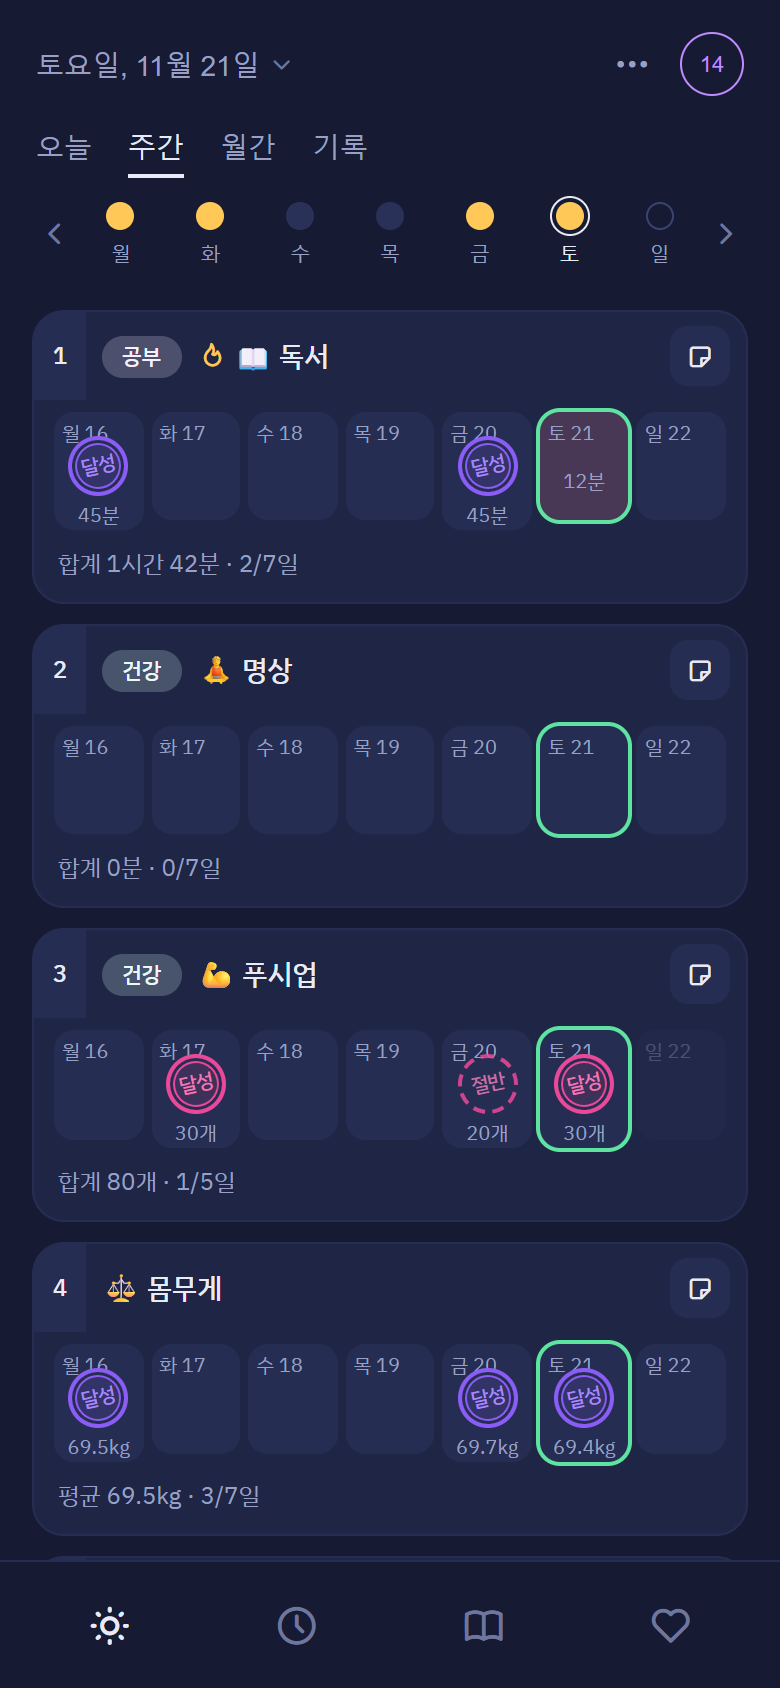 토요일, 11월 21일
14
오늘 주간 월간 기록
월 화 수 목 금 토 일
1 공부 독서
월 16 화 17 수 18 목 19 금 20 토 21 일 22
달성 달성 12분
45분 45분
합계 1시간 42분 · 2/7일
2 건강 명상
월 16 화 17 수 18 목 19 금 20 토 21 일 22
합계 0분 · 0/7일
3 건강 푸시업
월 16 화 17 수 18 목 19 금 20 토 21 일 22
달성 절반 달성
30개 20개 30개
합계 80개 · 1/5일
4 몸무게
월 16 화 17 수 18 목 19 금 20 토 21 일 22
달성 달성 달성
69.5kg 69.7kg 69.4kg
평균 69.5kg · 3/7일